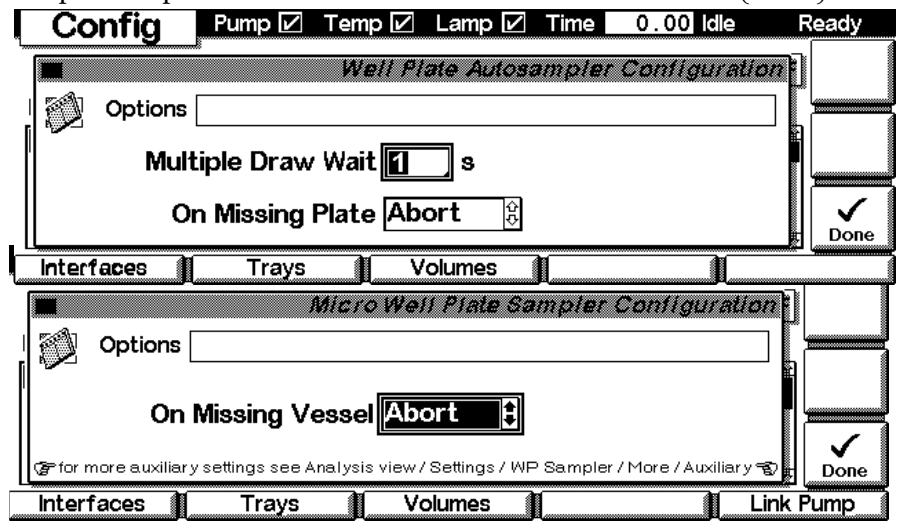 Config Pump Temp Lamp Time 0.00 Idle Ready
Well Plate Autosampler Configuration
Options
Multiple Draw Wait 1 s
On Missing Plate Abort
Done
Interfaces Trays Volumes
Micro Well Plate Sampler Configuration
Options
On Missing Vessel Abort
for more auxiliary settings see Analysis view / Settings / WP Sampler / More / Auxiliary
Done
Interfaces Trays Volumes Link Pump